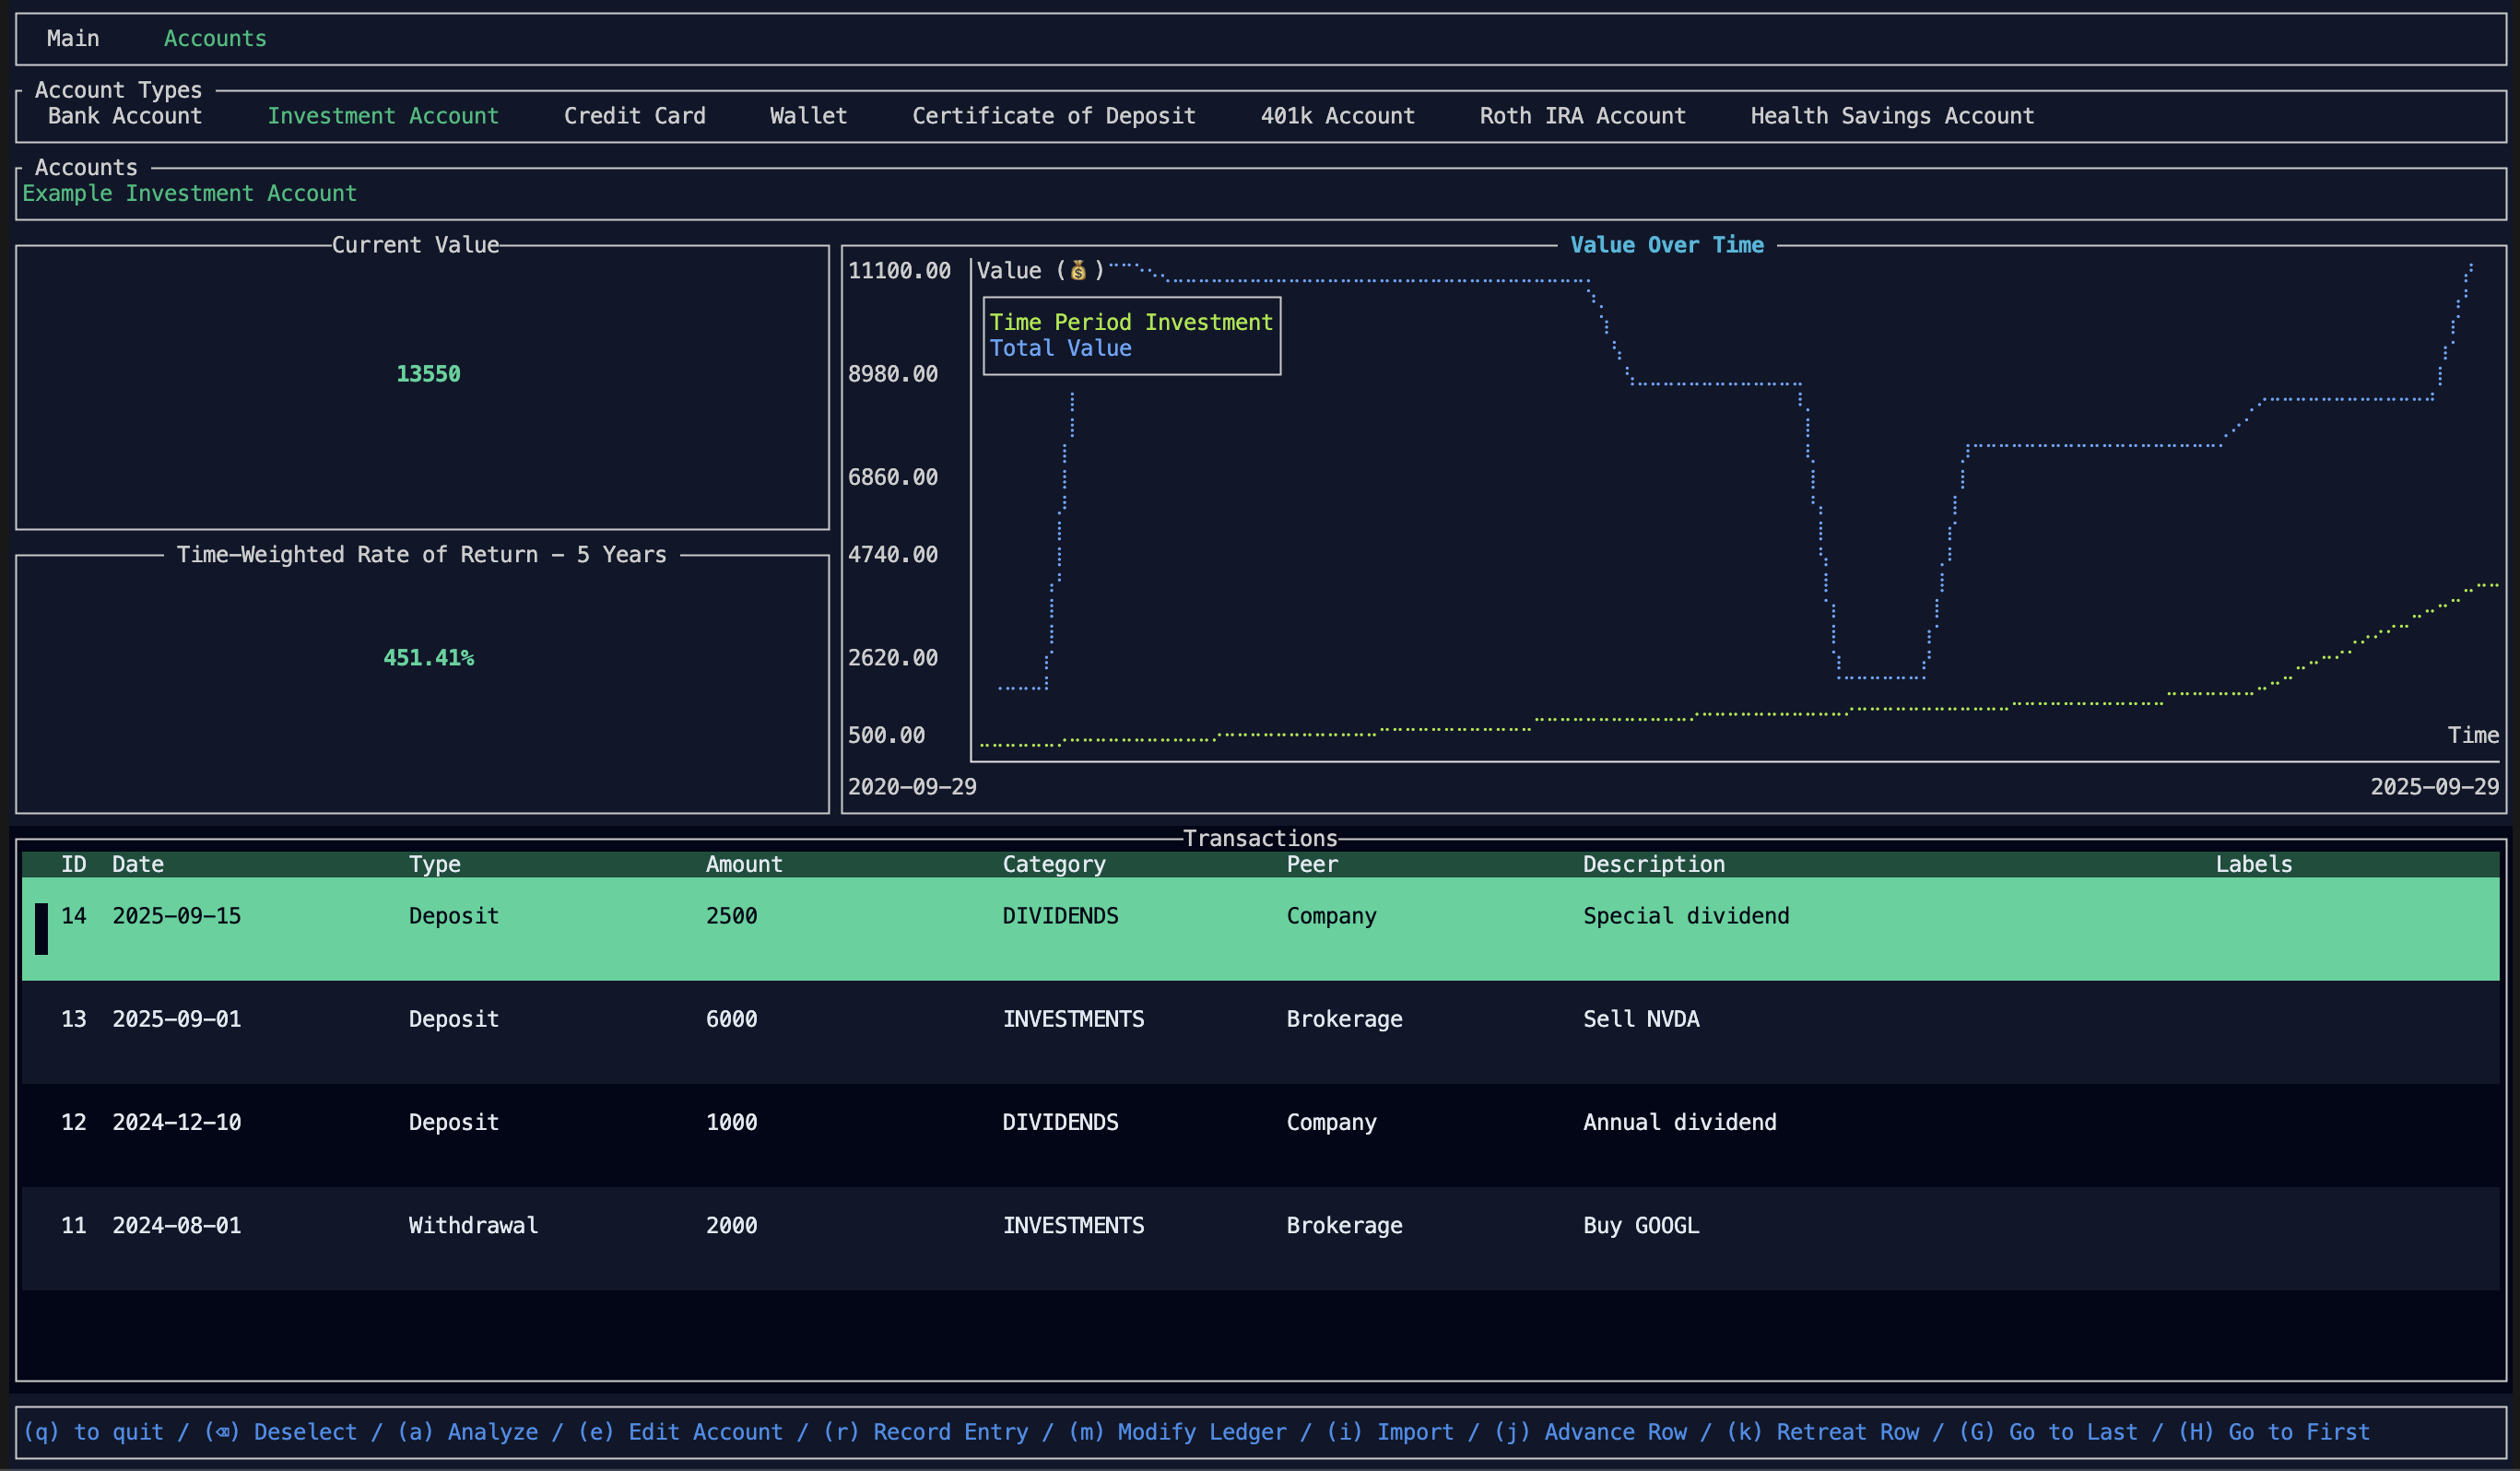 Main Accounts
Account Types
Bank Account Investment Account Credit Card Wallet Certificate of Deposit 401k Account Roth IRA Account Health Savings Account
Accounts
Example Investment Account
Current Value
13550
Time-Weighted Rate of Return - 5 Years
451.41%
Value Over Time
11100.00 Value (💰)
Time Period Investment
Total Value
8980.00
6860.00
4740.00
2620.00
500.00 Time
2020-09-29 2025-09-29
Transactions
ID Date Type Amount Category Peer Description Labels
14 2025-09-15 Deposit 2500 DIVIDENDS Company Special dividend
13 2025-09-01 Deposit 6000 INVESTMENTS Brokerage Sell NVDA
12 2024-12-10 Deposit 1000 DIVIDENDS Company Annual dividend
11 2024-08-01 Withdrawal 2000 INVESTMENTS Brokerage Buy GOOGL
(q) to quit / (⌫) Deselect / (a) Analyze / (e) Edit Account / (r) Record Entry / (m) Modify Ledger / (i) Import / (j) Advance Row / (k) Retreat Row / (G) Go to Last / (H) Go to First